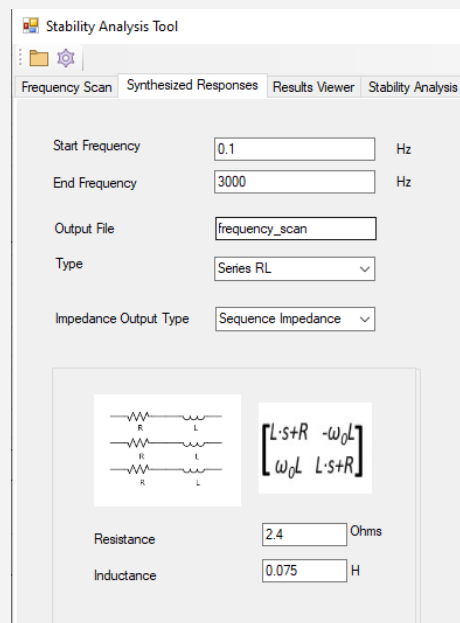 Stability Analysis Tool
Frequency Scan Synthesized Responses Results Viewer Stability Analysis
Start Frequency 0.1 Hz
End Frequency 3000 Hz
Output File frequency_scan
Type Series RL
Impedance Output Type Sequence Impedance
R L
R L
R L
L·s+R -ω₀L
ω₀L L·s+R
Resistance 2.4 Ohms
Inductance 0.075 H